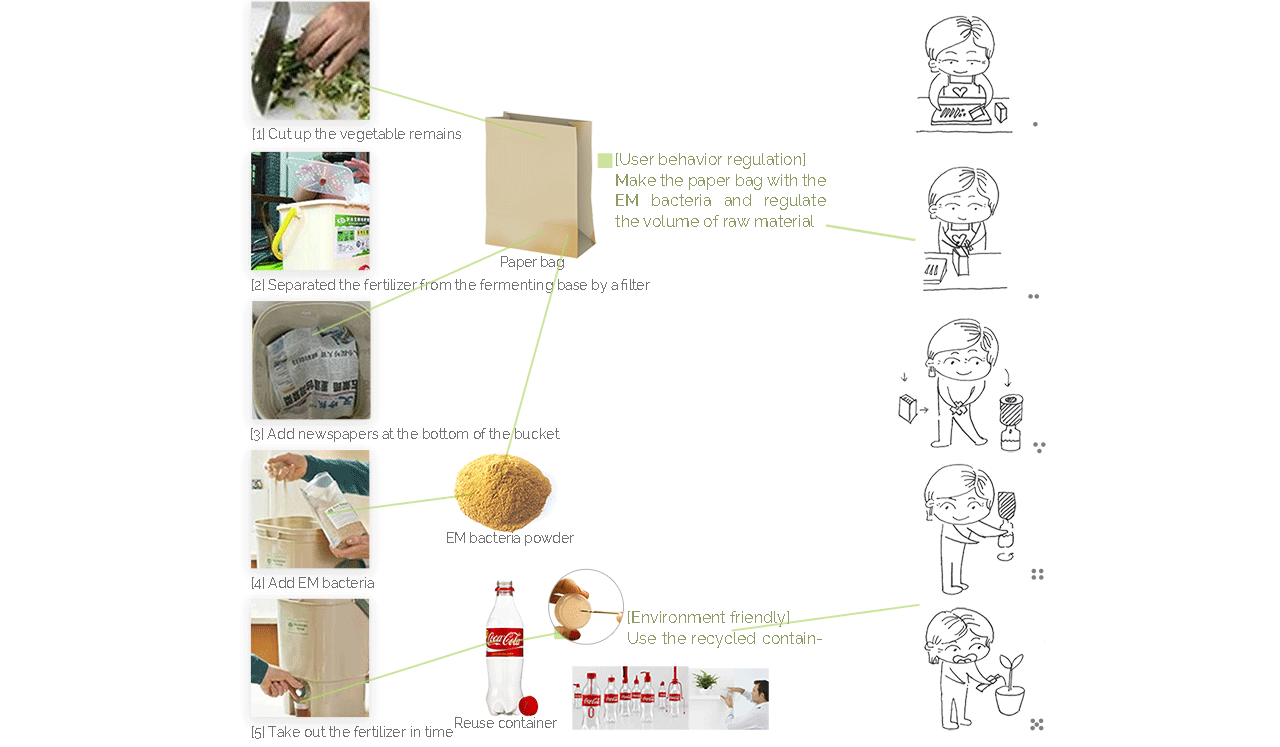 [1] Cut up the vegetable remains
[User behavior regulation]
Make the paper bag with the
EM bacteria and regulate
the volume of raw material
Paper bag
[2] Separated the fertilizer from the fermenting base by a filter
[3] Add newspapers at the bottom of the bucket
EM bacteria powder
[4] Add EM bacteria
[Environment friendly]
Use the recycled contain-
Coca-Cola
Reuse container
[5] Take out the fertilizer in time